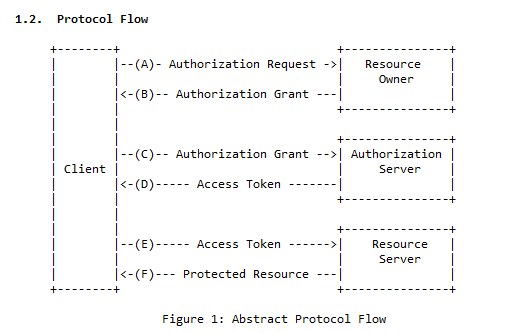 1.2.  Protocol Flow

     +--------+                               +---------------+
     |        |--(A)- Authorization Request ->|   Resource    |
     |        |                               |     Owner     |
     |        |<-(B)-- Authorization Grant ---|               |
     |        |                               +---------------+
     |        |
     |        |                               +---------------+
     |        |--(C)-- Authorization Grant -->| Authorization |
     | Client |                               |     Server    |
     |        |<-(D)----- Access Token -------|               |
     |        |                               +---------------+
     |        |
     |        |                               +---------------+
     |        |--(E)----- Access Token ------>|    Resource   |
     |        |                               |     Server    |
     |        |<-(F)--- Protected Resource ---|               |
     +--------+                               +---------------+

                     Figure 1: Abstract Protocol Flow